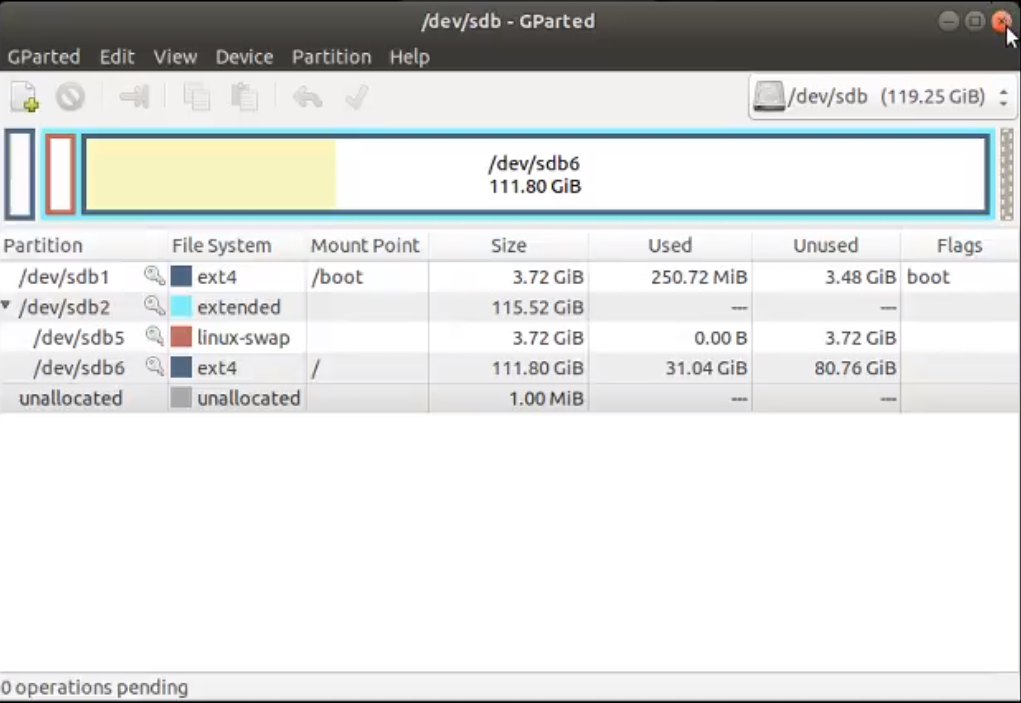 /dev/sdb - GParted
GParted Edit View Device Partition Help
/dev/sdb (119.25 GiB)
/dev/sdb6
111.80 GiB
Partition File System Mount Point Size Used Unused Flags
/dev/sdb1 ext4 /boot 3.72 GiB 250.72 MiB 3.48 GiB boot
/dev/sdb2 extended 115.52 GiB --- ---
/dev/sdb5 linux-swap 3.72 GiB 0.00 B 3.72 GiB
/dev/sdb6 ext4 / 111.80 GiB 31.04 GiB 80.76 GiB
unallocated unallocated 1.00 MiB --- ---
0 operations pending